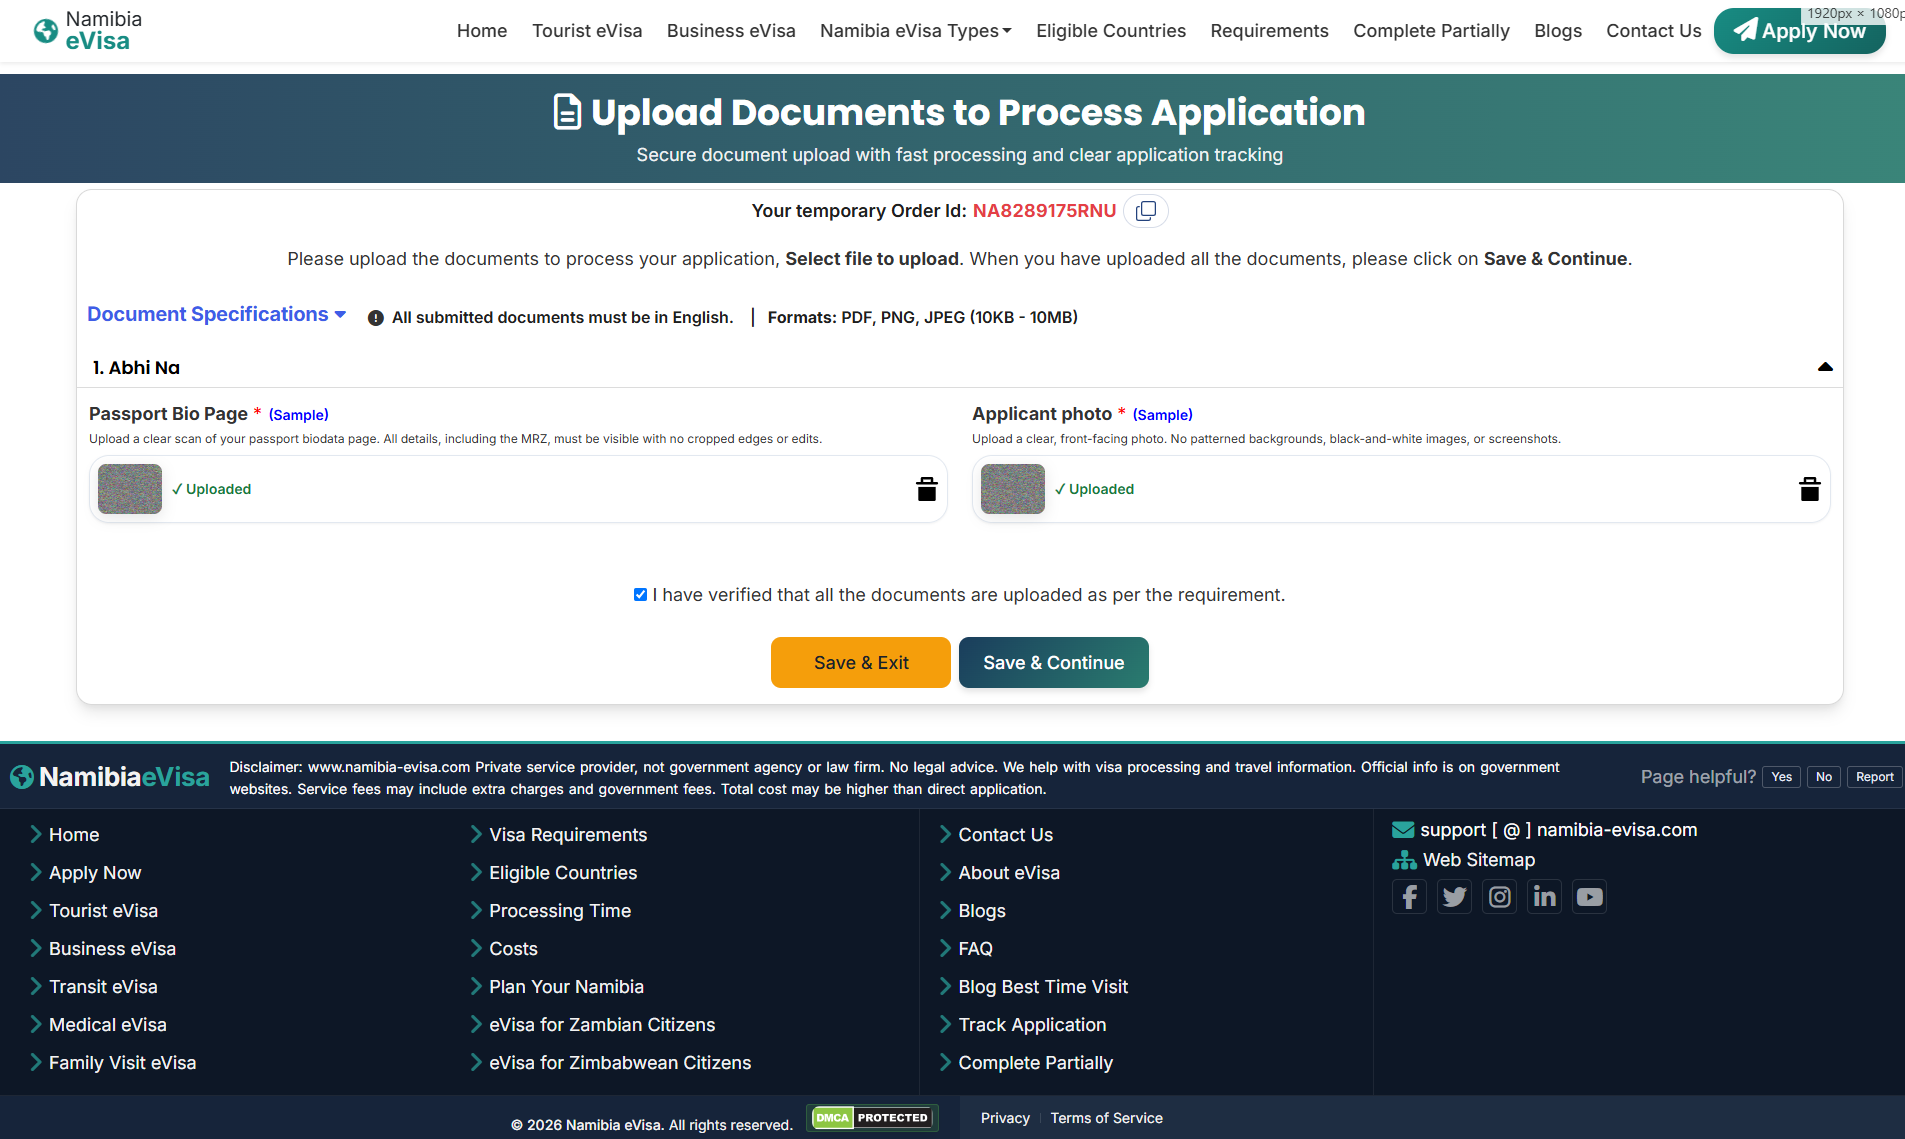 Namibia
eVisa
Home
Tourist eVisa
Business eVisa
Namibia eVisa Types
Eligible Countries
Requirements
Complete Partially
Blogs
Contact Us
Apply Now
1920px × 1080p
Upload Documents to Process Application
Secure document upload with fast processing and clear application tracking
Your temporary Order Id: NA8289175RNU
Please upload the documents to process your application, Select file to upload. When you have uploaded all the documents, please click on Save & Continue.
Document Specifications
All submitted documents must be in English. | Formats: PDF, PNG, JPEG (10KB - 10MB)
1. Abhi Na
Passport Bio Page * (Sample)
Upload a clear scan of your passport biodata page. All details, including the MRZ, must be visible with no cropped edges or edits.
✓ Uploaded
Applicant photo * (Sample)
Upload a clear, front-facing photo. No patterned backgrounds, black-and-white images, or screenshots.
✓ Uploaded
I have verified that all the documents are uploaded as per the requirement.
Save & Exit
Save & Continue
NamibiaeVisa
Disclaimer: www.namibia-evisa.com Private service provider, not government agency or law firm. No legal advice. We help with visa processing and travel information. Official info is on government
websites. Service fees may include extra charges and government fees. Total cost may be higher than direct application.
Page helpful?
Yes
No
Report
Home
Apply Now
Tourist eVisa
Business eVisa
Transit eVisa
Medical eVisa
Family Visit eVisa
Visa Requirements
Eligible Countries
Processing Time
Costs
Plan Your Namibia
eVisa for Zambian Citizens
eVisa for Zimbabwean Citizens
Contact Us
About eVisa
Blogs
FAQ
Blog Best Time Visit
Track Application
Complete Partially
support [ @ ] namibia-evisa.com
Web Sitemap
© 2026 Namibia eVisa. All rights reserved.
DMCA PROTECTED
Privacy
Terms of Service